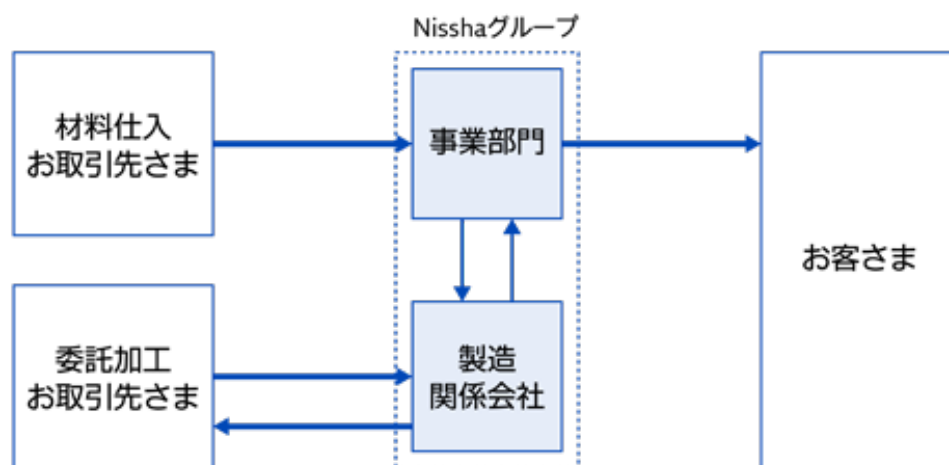 Nisshaグループ
材料仕入
お取引先さま
事業部門
お客さま
委託加工
お取引先さま
製造
関係会社